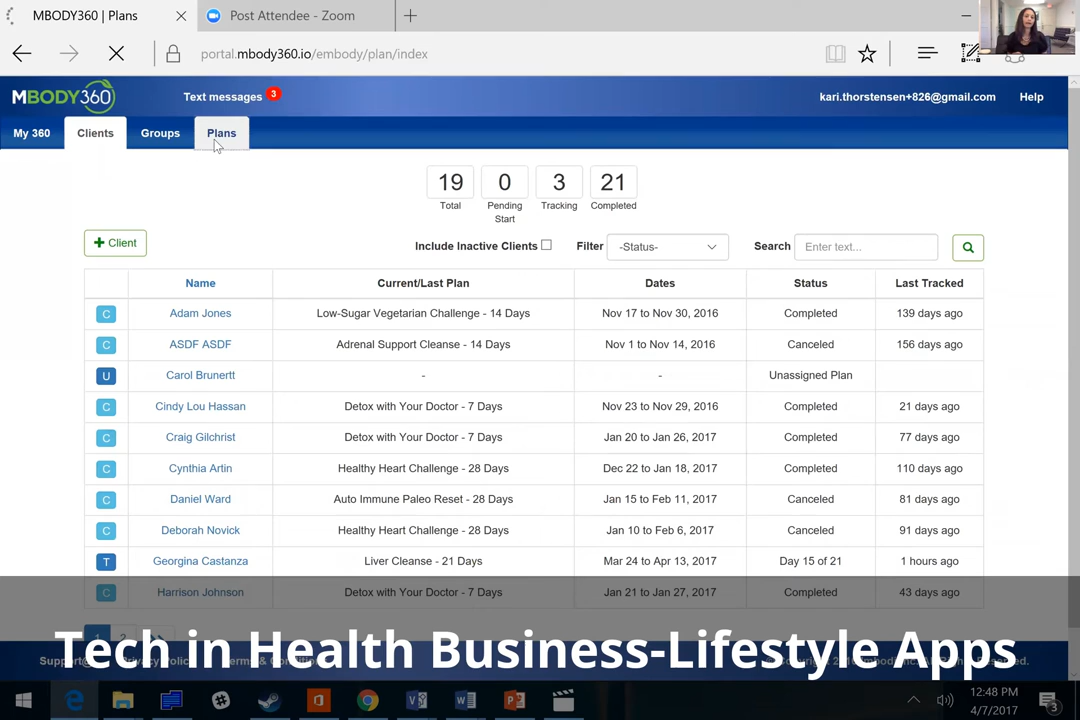 MBODY360 | Plans
Post Attendee - Zoom
portal.mbody360.io/embody/plan/index
MBODY360
Text messages 3
kari.thorstensen+826@gmail.com Help
My 360 Clients Groups Plans
19 0 3 21
Total Pending Start Tracking Completed
+ Client
Include Inactive Clients Filter -Status- Search Enter text...
Name Current/Last Plan Dates Status Last Tracked
C Adam Jones Low-Sugar Vegetarian Challenge - 14 Days Nov 17 to Nov 30, 2016 Completed 139 days ago
C ASDF ASDF Adrenal Support Cleanse - 14 Days Nov 1 to Nov 14, 2016 Canceled 156 days ago
U Carol Brunertt - - Unassigned Plan
C Cindy Lou Hassan Detox with Your Doctor - 7 Days Nov 23 to Nov 29, 2016 Completed 21 days ago
C Craig Gilchrist Detox with Your Doctor - 7 Days Jan 20 to Jan 26, 2017 Completed 77 days ago
C Cynthia Artin Healthy Heart Challenge - 28 Days Dec 22 to Jan 18, 2017 Completed 110 days ago
C Daniel Ward Auto Immune Paleo Reset - 28 Days Jan 15 to Feb 11, 2017 Canceled 81 days ago
C Deborah Novick Healthy Heart Challenge - 28 Days Jan 10 to Feb 6, 2017 Canceled 91 days ago
T Georgina Castanza Liver Cleanse - 21 Days Mar 24 to Apr 13, 2017 Day 15 of 21 1 hours ago
C Harrison Johnson Detox with Your Doctor - 7 Days Jan 21 to Jan 27, 2017 Completed 43 days ago
Tech in Health Business-Lifestyle Apps
12:48 PM
4/7/2017
3